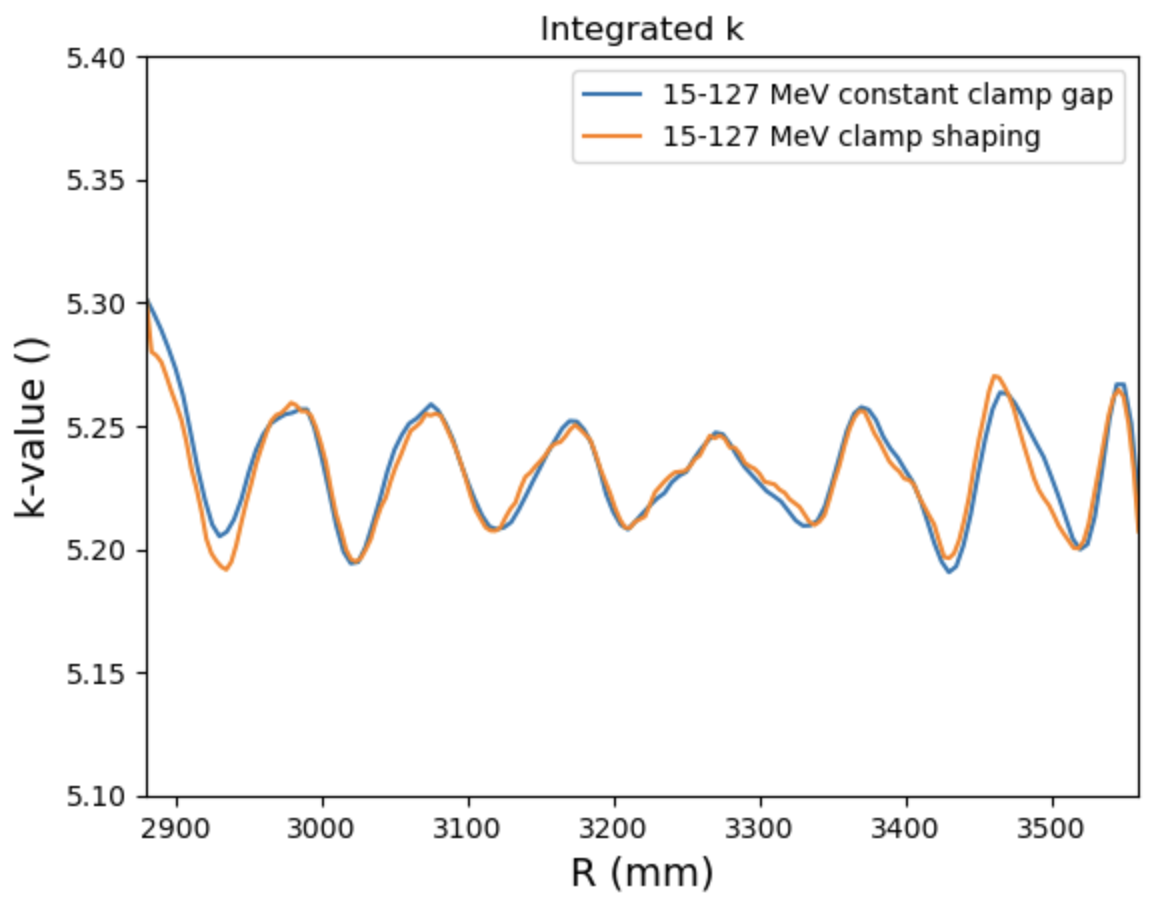 Integrated k
5.40
15-127 MeV constant clamp gap
15-127 MeV clamp shaping
5.35
5.30
5.25
5.20
5.15
5.10
k-value ()
2900 3000 3100 3200 3300 3400 3500
R (mm)